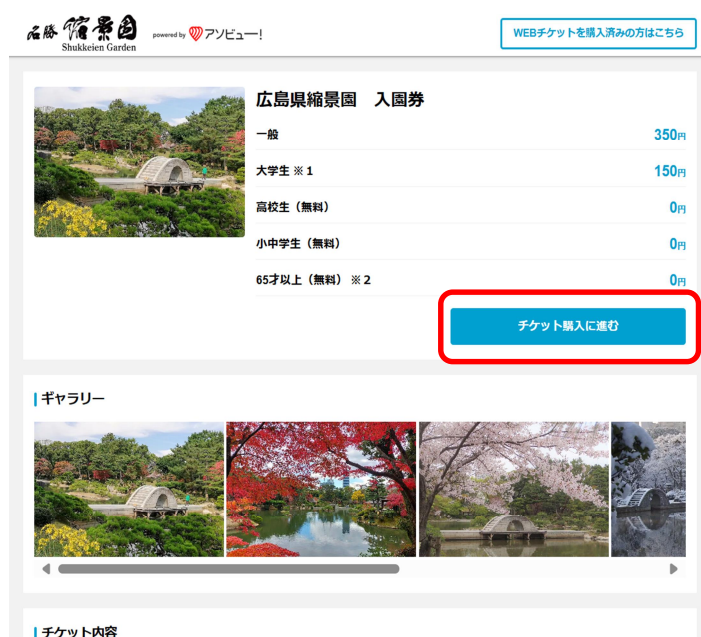 名勝 縮景園
Shukkeien Garden
powered by アソビュー!
WEBチケットを購入済みの方はこちら
広島県縮景園 入園券
一般 350円
大学生 ※1 150円
高校生（無料） 0円
小中学生（無料） 0円
65才以上（無料） ※2 0円
チケット購入に進む
ギャラリー
チケット内容